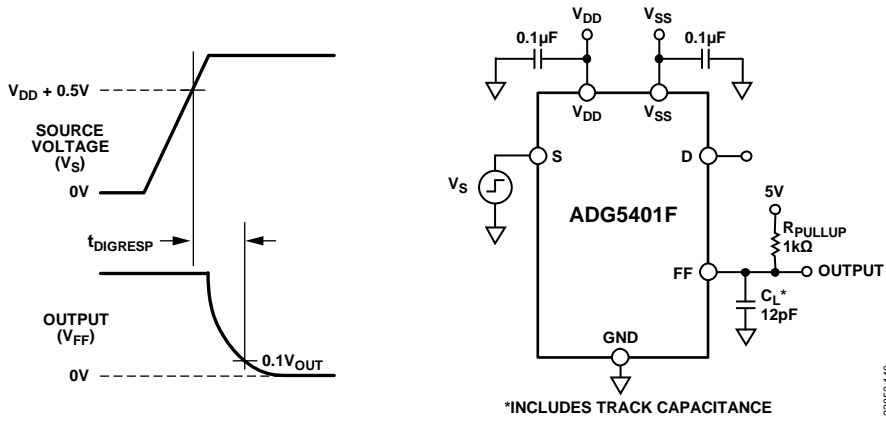 V_DD + 0.5V
SOURCE
VOLTAGE
(V_S)
0V
t_DIGRESP
OUTPUT
(V_FF)
0V
0.1V_OUT
V_DD
V_SS
0.1µF
0.1µF
V_DD
V_SS
S
D
V_S
ADG5401F
5V
R_PULLUP
1kΩ
FF
OUTPUT
C_L*
12pF
GND
*INCLUDES TRACK CAPACITANCE